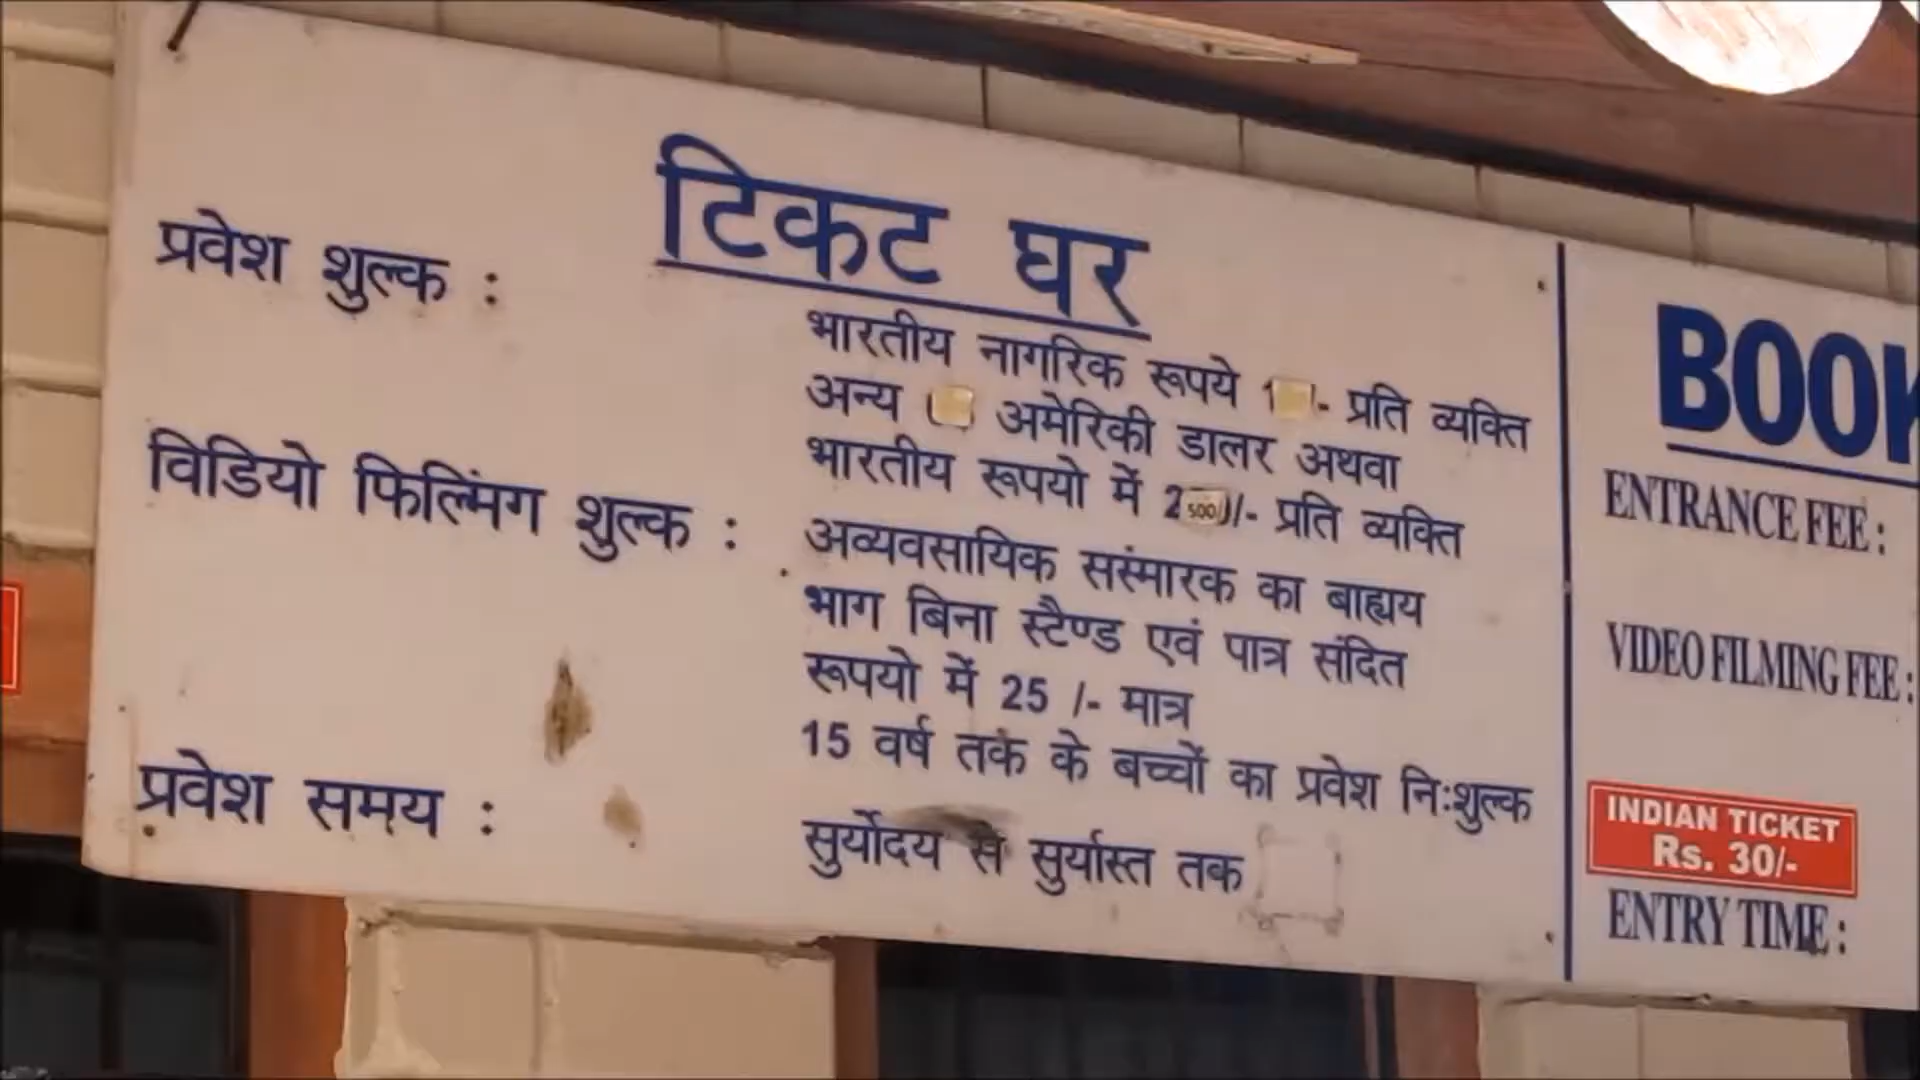 टिकट घर
प्रवेश शुल्क :
भारतीय नागरिक रूपये /- प्रति व्यक्ति
अन्य अमेरिकी डालर अथवा
भारतीय रूपयो में 500/- प्रति व्यक्ति
विडियो फिल्मिंग शुल्क :
अव्यवसायिक सस्ंमारक का बाह्यय
भाग बिना स्टैण्ड एवं पात्र संदित
रूपयो में 25 /- मात्र
15 वर्ष तक के बच्चों का प्रवेश निःशुल्क
प्रवेश समय :
सुर्योदय से सुर्यास्त तक
BOOK
ENTRANCE FEE :
VIDEO FILMING FEE :
INDIAN TICKET
Rs. 30/-
ENTRY TIME :